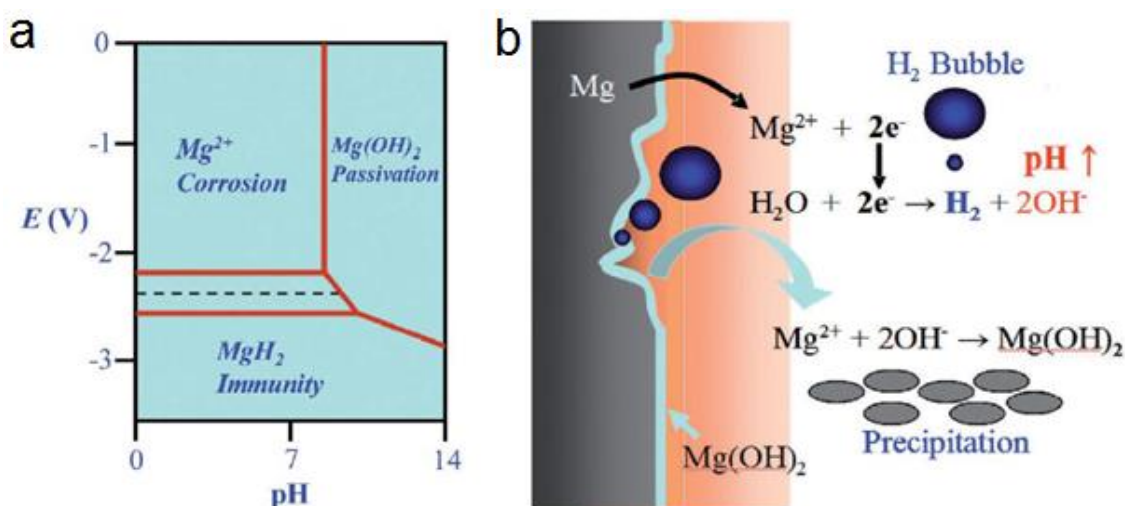 a
0
-1
-2
-3
E (V)
Mg²⁺
Corrosion
Mg(OH)₂
Passivation
MgH₂
Immunity
0 7 14
pH
b
Mg
H₂ Bubble
Mg²⁺ + 2e⁻
pH ↑
H₂O + 2e⁻ → H₂ + 2OH⁻
Mg²⁺ + 2OH⁻ → Mg(OH)₂
Precipitation
Mg(OH)₂